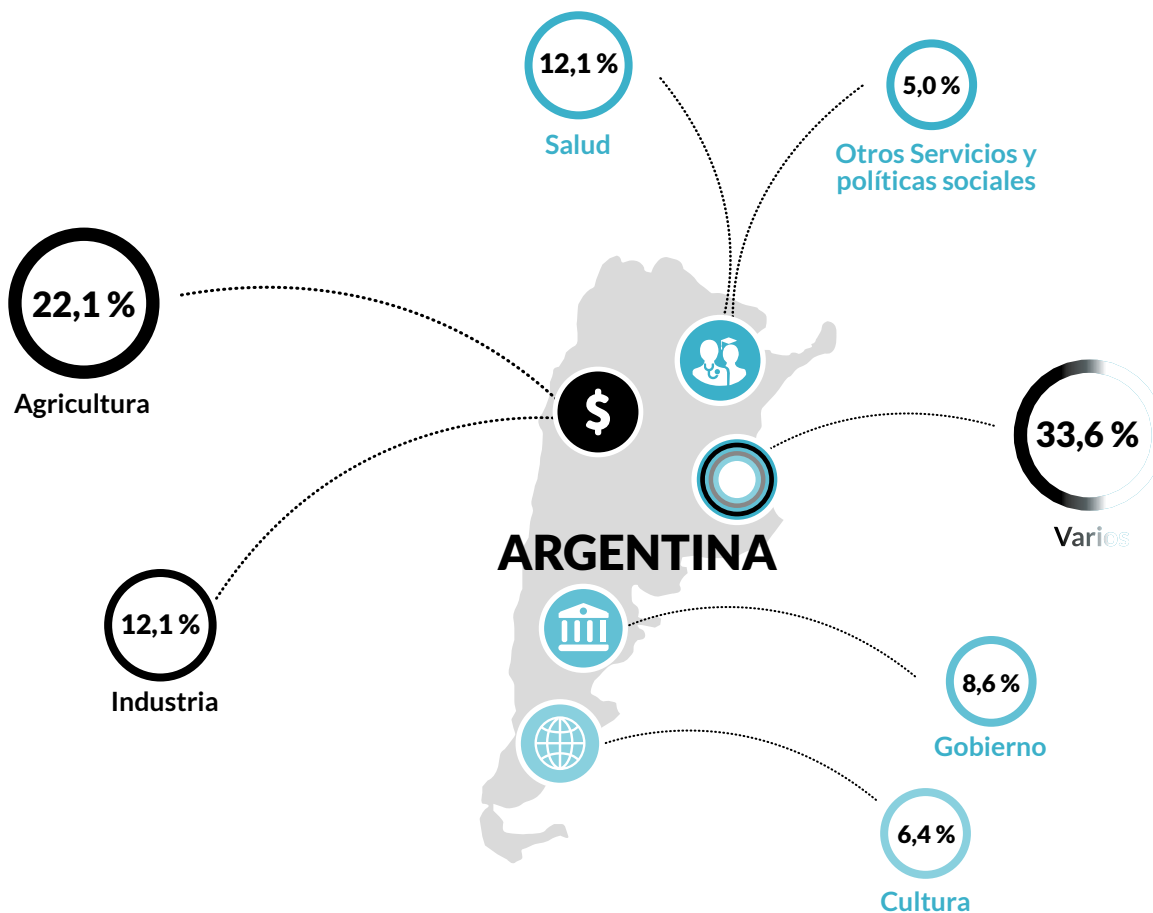 12,1 %
Salud
5,0 %
Otros Servicios y
políticas sociales
22,1 %
Agricultura
$
33,6 %
Varios
ARGENTINA
12,1 %
Industria
8,6 %
Gobierno
6,4 %
Cultura